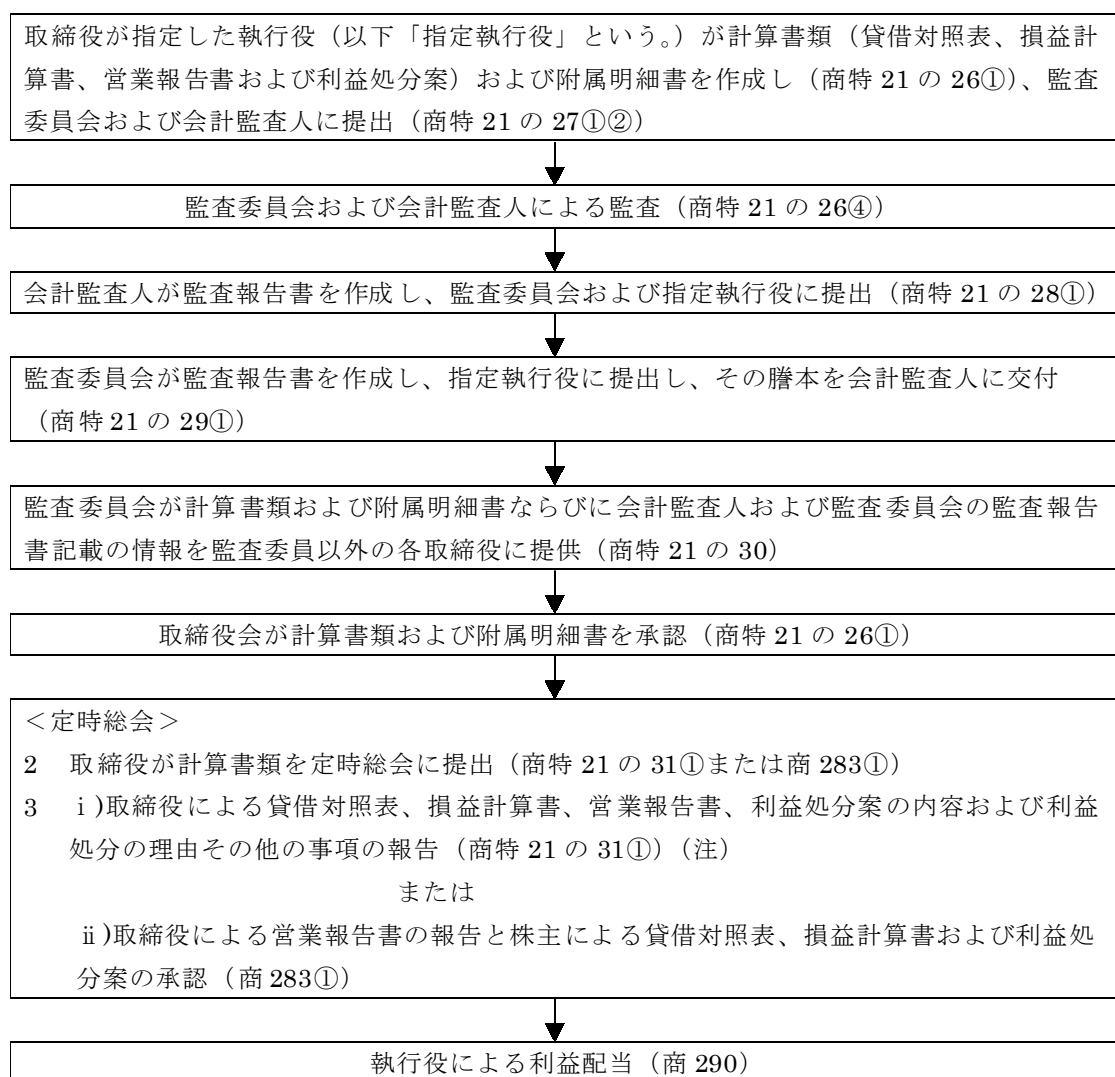 取締役が指定した執行役（以下「指定執行役」という。）が計算書類（貸借対照表、損益計
算書、営業報告書および利益処分案）および附属明細書を作成し（商特 21 の 26①）、監査
委員会および会計監査人に提出（商特 21 の 27①②）
監査委員会および会計監査人による監査（商特 21 の 26④）
会計監査人が監査報告書を作成し、監査委員会および指定執行役に提出（商特 21 の 28①）
監査委員会が監査報告書を作成し、指定執行役に提出し、その謄本を会計監査人に交付
（商特 21 の 29①）
監査委員会が計算書類および附属明細書ならびに会計監査人および監査委員会の監査報告
書記載の情報を監査委員以外の各取締役に提供（商特 21 の 30）
取締役会が計算書類および附属明細書を承認（商特 21 の 26①）
＜定時総会＞
2 取締役が計算書類を定時総会に提出（商特 21 の 31①または商 283①）
3 ⅰ)取締役による貸借対照表、損益計算書、営業報告書、利益処分案の内容および利益
処分の理由その他の事項の報告（商特 21 の 31①）（注）
または
ⅱ)取締役による営業報告書の報告と株主による貸借対照表、損益計算書および利益処
分案の承認（商 283①）
執行役による利益配当（商 290）